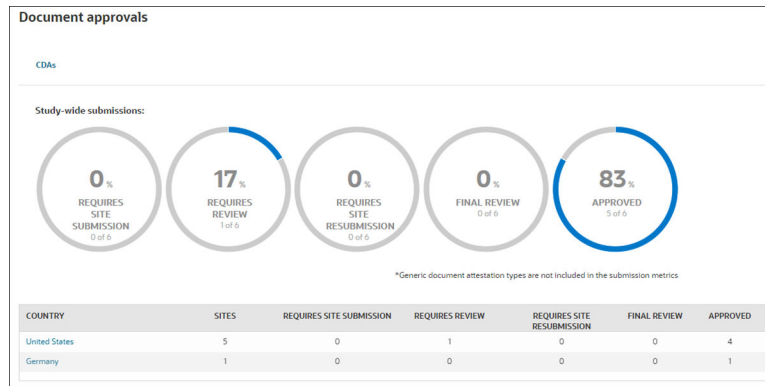 Document approvals
CDAs
Study-wide submissions:
0 %
REQUIRES
SITE
SUBMISSION
0 of 6
17 %
REQUIRES
REVIEW
1 of 6
0 %
REQUIRES
SITE
RESUBMISSION
0 of 6
0 %
FINAL REVIEW
0 of 6
83 %
APPROVED
5 of 6
*Generic document attestation types are not included in the submission metrics
COUNTRY SITES REQUIRES SITE SUBMISSION REQUIRES REVIEW REQUIRES SITE RESUBMISSION FINAL REVIEW APPROVED
United States 5 0 1 0 0 4
Germany 1 0 0 0 0 1